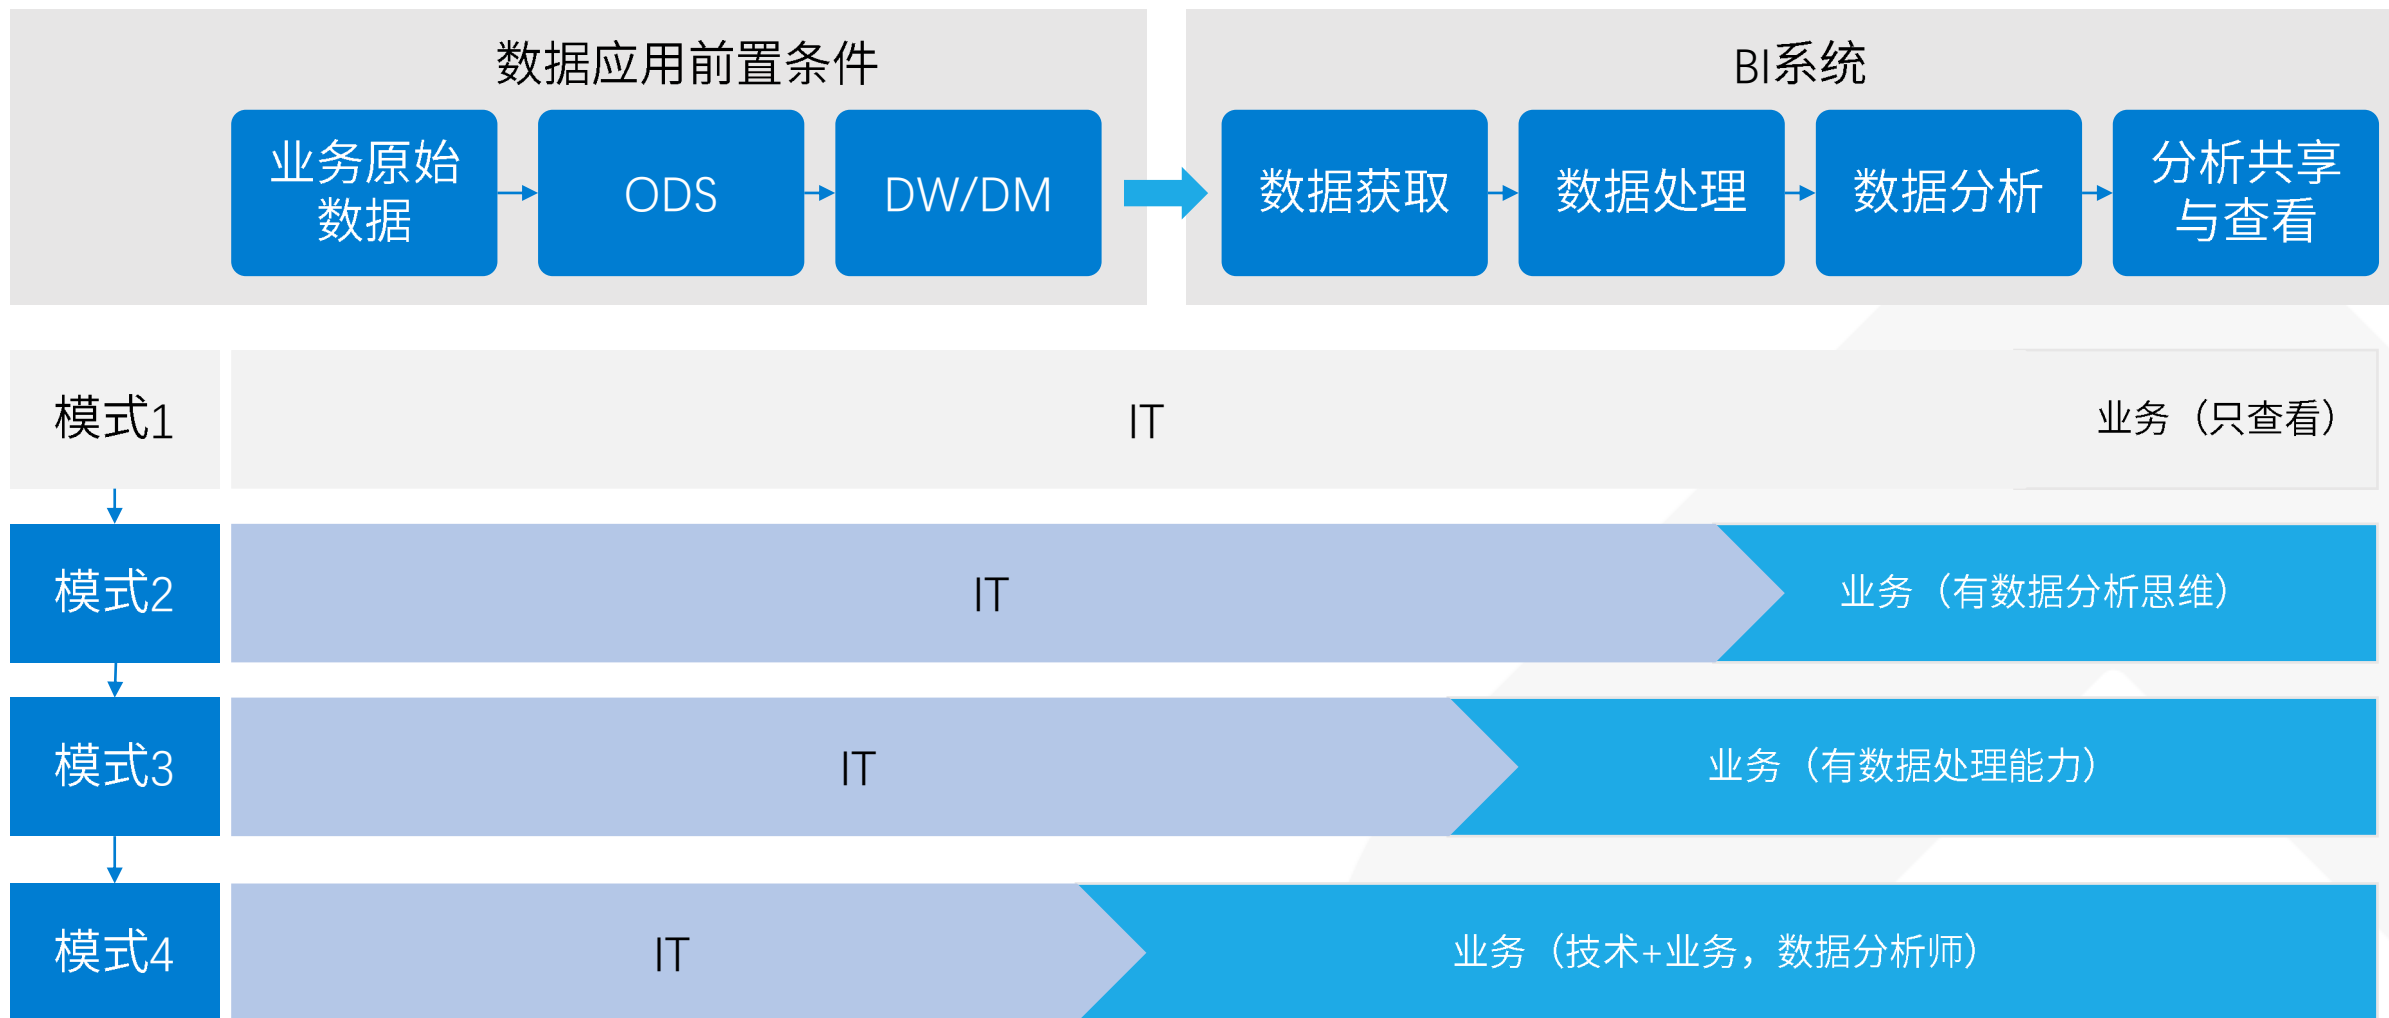 数据应用前置条件
BI系统
业务原始
数据
ODS
DW/DM
数据获取
数据处理
数据分析
分析共享
与查看
模式1
IT
业务（只查看）
模式2
IT
业务（有数据分析思维）
模式3
IT
业务（有数据处理能力）
模式4
IT
业务（技术+业务，数据分析师）